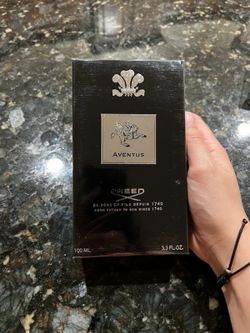 AVENTUS
CREED
DE PÈRE EN FILS DEPUIS 1760
FROM FATHER TO SON SINCE 1760
100 ML
3.3 FL.OZ.